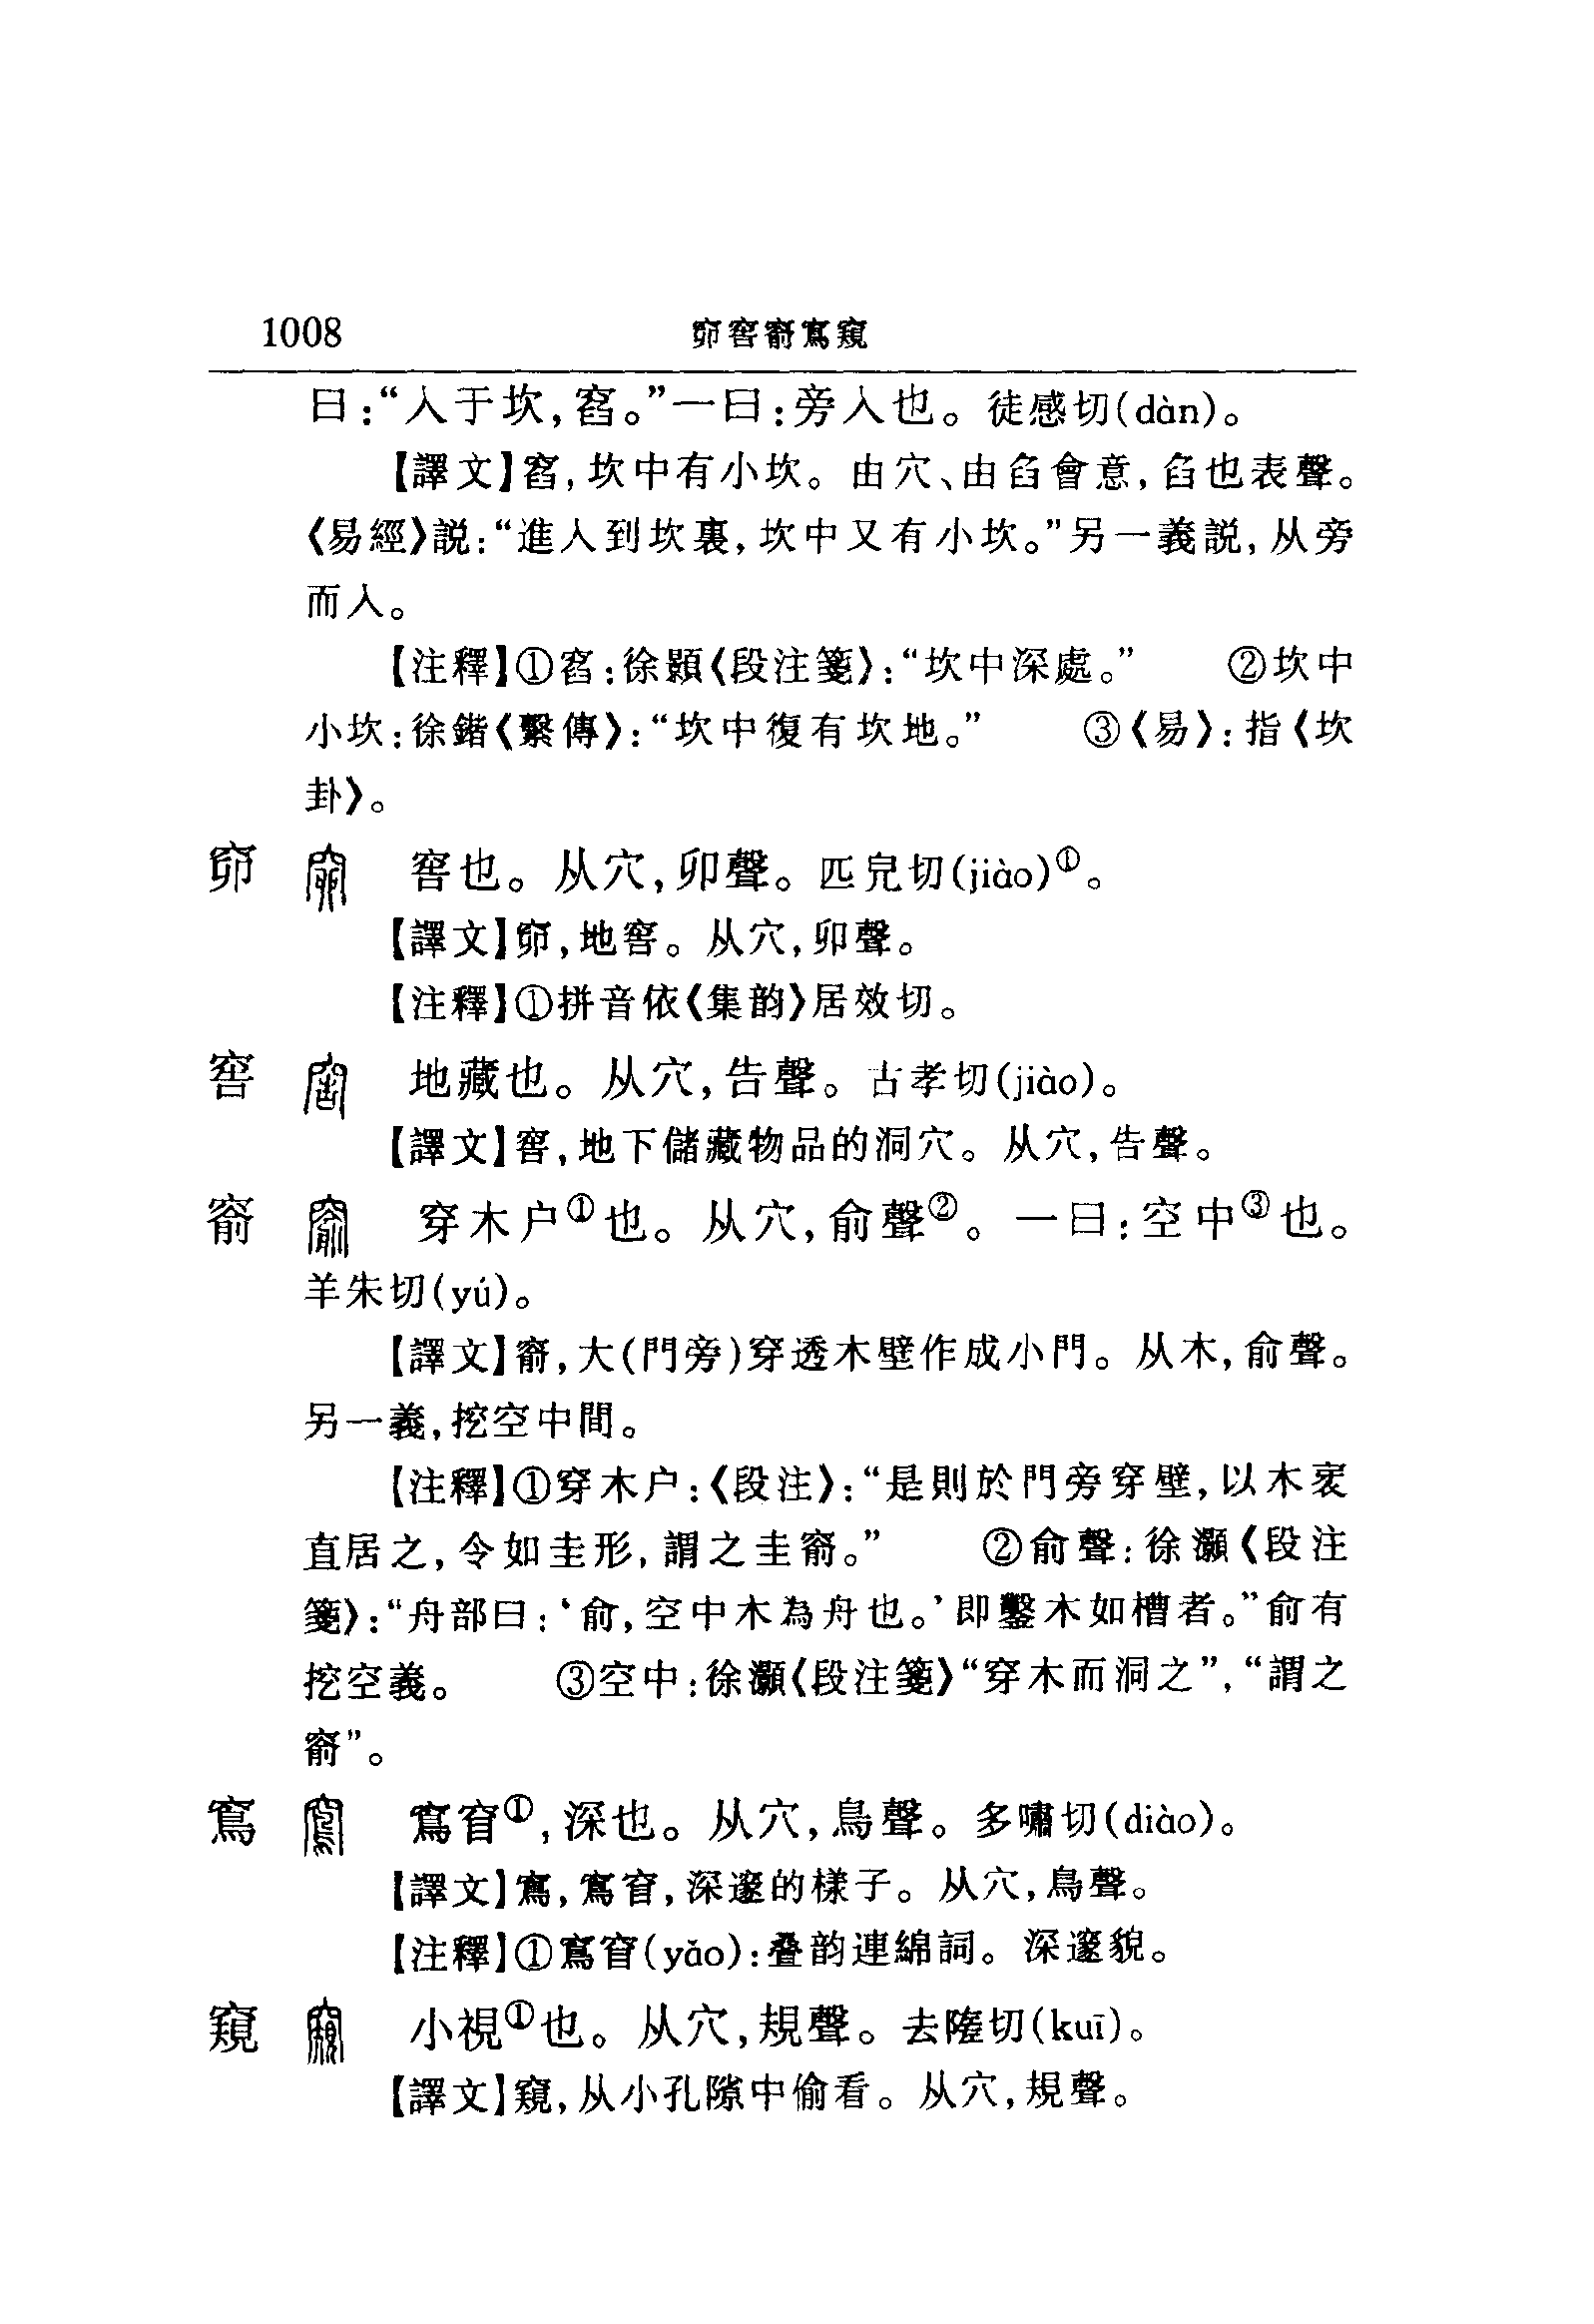 1008 窌窖窬窵窺
曰:“入于坎,窞。”一曰:旁入也。徒感切(dàn)。
【譯文】窞,坎中有小坎。由穴、由臽會意,臽也表聲。
《易經》説:“進入到坎裏,坎中又有小坎。”另一義説,从旁
而入。
【注釋】①窞:徐顥《段注箋》:“坎中深處。” ②坎中
小坎:徐鍇《繫傳》:“坎中復有坎地。” ③《易》:指《坎
卦》。
窌 窖也。从穴,卯聲。匹皃切(jiào)①。
【譯文】窌,地窖。从穴,卯聲。
【注釋】①拼音依《集韵》居效切。
窖 地藏也。从穴,告聲。古孝切(jiào)。
【譯文】窖,地下儲藏物品的洞穴。从穴,告聲。
窬 穿木户①也。从穴,俞聲②。一曰:空中③也。
羊朱切(yú)。
【譯文】窬,大(門旁)穿透木壁作成小門。从木,俞聲。
另一義,挖空中間。
【注釋】①穿木户:《段注》:“是則於門旁穿壁,以木衺
直居之,令如圭形,謂之圭窬。” ②俞聲:徐灝《段注
箋》:“舟部曰:‘俞,空中木為舟也。’即鑿木如槽者。”俞有
挖空義。 ③空中:徐灝《段注箋》“穿木而洞之”,“謂之
窬”。
窵 窵窅①,深也。从穴,鳥聲。多嘯切(diào)。
【譯文】窵,窵窅,深邃的樣子。从穴,鳥聲。
【注釋】①窵窅(yǎo):叠韵連綿詞。深邃貌。
窺 小視①也。从穴,規聲。去隓切(kuī)。
【譯文】窺,从小孔隙中偷看。从穴,規聲。